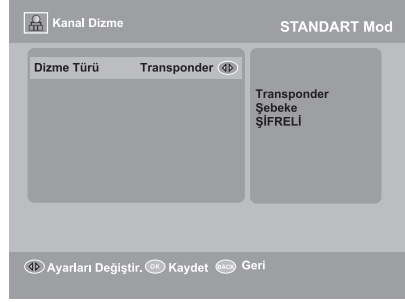 Kanal Dizme
STANDART Mod
Dizme Türü Transponder
Transponder
Şebeke
ŞİFRELİ
Ayarları Değiştir. OK Kaydet BACK Geri